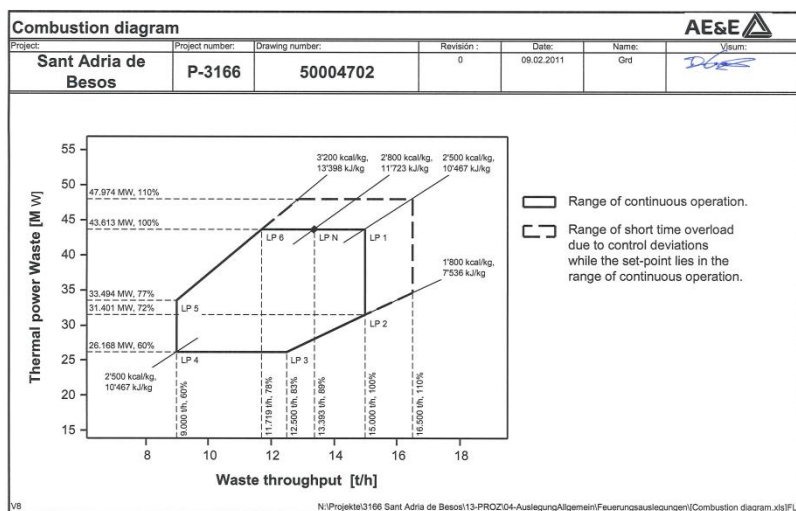 Combustion diagram
AE&E
Project:
Project number:
Drawing number:
Revisión :
Date:
Name:
Visum:
Sant Adria de
Besos
P-3166
50004702
0
09.02.2011
Grd
Thermal power Waste [M W]
55
50
45
40
35
30
25
20
15
47.974 MW, 110%
43.613 MW, 100%
33.494 MW, 77%
31.401 MW, 72%
26.168 MW, 60%
3'200 kcal/kg,
13'398 kJ/kg
2'800 kcal/kg,
11'723 kJ/kg
2'500 kcal/kg,
10'467 kJ/kg
1'800 kcal/kg,
7'536 kJ/kg
LP 6
LP N
LP 1
LP 5
LP 2
LP 4
LP 3
2'500 kcal/kg,
10'467 kJ/kg
9.000 t/h, 60%
11.719 t/h, 78%
12.500 t/h, 83%
13.393 t/h, 89%
15.000 t/h, 100%
16.500 t/h, 110%
8
10
12
14
16
18
Waste throughput [t/h]
Range of continuous operation.
Range of short time overload
due to control deviations
while the set-point lies in the
range of continuous operation.
V8
N:\Projekte\3166 Sant Adria de Besos\13-PROZ\04-AuslegungAllgemein\Feuerungsauslegungen\[Combustion diagram.xls]FL